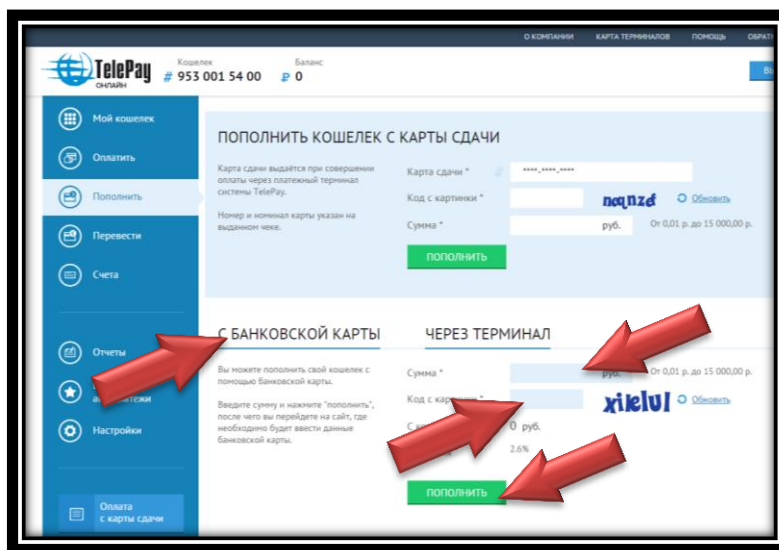 О КОМПАНИИ КАРТА ТЕРМИНАЛОВ ПОМОЩЬ
TelePay
ОНЛАЙН
Кошелек
# 953 001 54 00
Баланс
₽ 0
Мой кошелек
Оплатить
Пополнить
Перевести
Счета
Отчеты
Настройки
Оплата
с карты сдачи
ПОПОЛНИТЬ КОШЕЛЕК С КАРТЫ СДАЧИ
Карта сдачи выдаётся при совершении
оплаты через платежный терминал
системы TelePay.
Номер и номинал карты указан на
выданном чеке.
Карта сдачи * # ****-****-****
Код с картинки * Обновить
Сумма * руб. От 0,01 р. до 15 000,00 р.
ПОПОЛНИТЬ
С БАНКОВСКОЙ КАРТЫ ЧЕРЕЗ ТЕРМИНАЛ
Вы можете пополнить свой кошелек с
помощью банковской карты.
Введите сумму и нажмите "пополнить",
после чего вы перейдете на сайт, где
необходимо будет ввести данные
банковской карты.
Сумма * руб. От 0,01 р. до 15 000,00 р.
Код с Обновить
0 руб.
2.6%
ПОПОЛНИТЬ